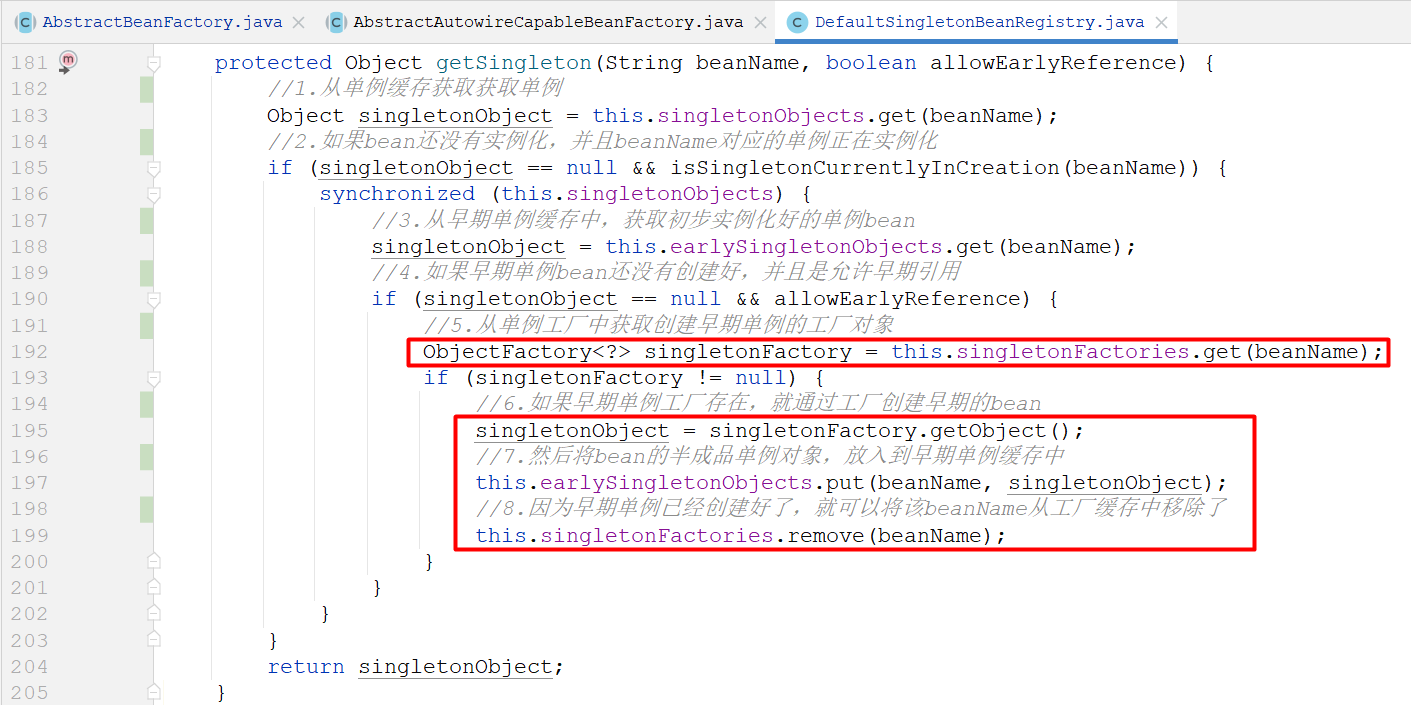 AbstractBeanFactory.java AbstractAutowireCapableBeanFactory.java DefaultSingletonBeanRegistry.java
181 protected Object getSingleton(String beanName, boolean allowEarlyReference) {
182 //1.从单例缓存获取获取单例
183 Object singletonObject = this.singletonObjects.get(beanName);
184 //2.如果bean还没有实例化，并且beanName对应的单例正在实例化
185 if (singletonObject == null && isSingletonCurrentlyInCreation(beanName)) {
186 synchronized (this.singletonObjects) {
187 //3.从早期单例缓存中，获取初步实例化好的单例bean
188 singletonObject = this.earlySingletonObjects.get(beanName);
189 //4.如果早期单例bean还没有创建好，并且是允许早期引用
190 if (singletonObject == null && allowEarlyReference) {
191 //5.从单例工厂中获取创建早期单例的工厂对象
192 ObjectFactory<?> singletonFactory = this.singletonFactories.get(beanName);
193 if (singletonFactory != null) {
194 //6.如果早期单例工厂存在，就通过工厂创建早期的bean
195 singletonObject = singletonFactory.getObject();
196 //7.然后将bean的半成品单例对象，放入到早期单例缓存中
197 this.earlySingletonObjects.put(beanName, singletonObject);
198 //8.因为早期单例已经创建好了，就可以将该beanName从工厂缓存中移除了
199 this.singletonFactories.remove(beanName);
200 }
201 }
202 }
203 }
204 return singletonObject;
205 }